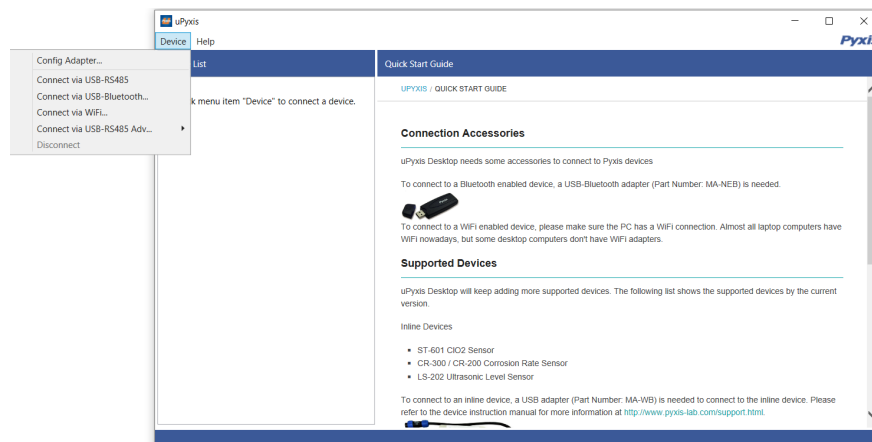 uPyxis
Device Help
Pyxis
Config Adapter...
Connect via USB-RS485
Connect via USB-Bluetooth...
Connect via WiFi...
Connect via USB-RS485 Adv...
Disconnect
List
k menu item "Device" to connect a device.
Quick Start Guide
UPYXIS / QUICK START GUIDE
Connection Accessories
uPyxis Desktop needs some accessories to connect to Pyxis devices
To connect to a Bluetooth enabled device, a USB-Bluetooth adapter (Part Number: MA-NEB) is needed.
To connect to a WiFi enabled device, please make sure the PC has a WiFi connection. Almost all laptop computers have
WiFi nowadays, but some desktop computers don't have WiFi adapters.
Supported Devices
uPyxis Desktop will keep adding more supported devices. The following list shows the supported devices by the current
version.
Inline Devices
ST-601 ClO2 Sensor
CR-300 / CR-200 Corrosion Rate Sensor
LS-202 Ultrasonic Level Sensor
To connect to an inline device, a USB adapter (Part Number: MA-WB) is needed to connect to the inline device. Please
refer to the device instruction manual for more information at http://www.pyxis-lab.com/support.html.